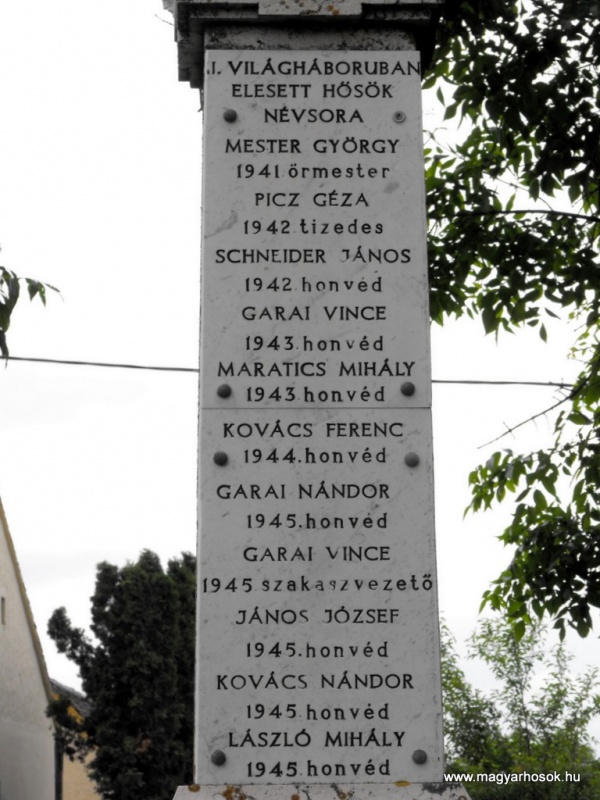 .I. VILÁGHÁBORUBAN
ELESETT HŐSÖK
NÉVSORA
MESTER GYÖRGY
1941.őrmester
PICZ GÉZA
1942.tizedes
SCHNEIDER JÁNOS
1942.honvéd
GARAI VINCE
1943.honvéd
MARATICS MIHÁLY
1943.honvéd
KOVÁCS FERENC
1944.honvéd
GARAI NÁNDOR
1945.honvéd
GARAI VINCE
1945.szakaszvezető
JÁNOS JÓZSEF
1945.honvéd
KOVÁCS NÁNDOR
1945.honvéd
LÁSZLÓ MIHÁLY
1945.honvéd
www.magyarhosok.hu